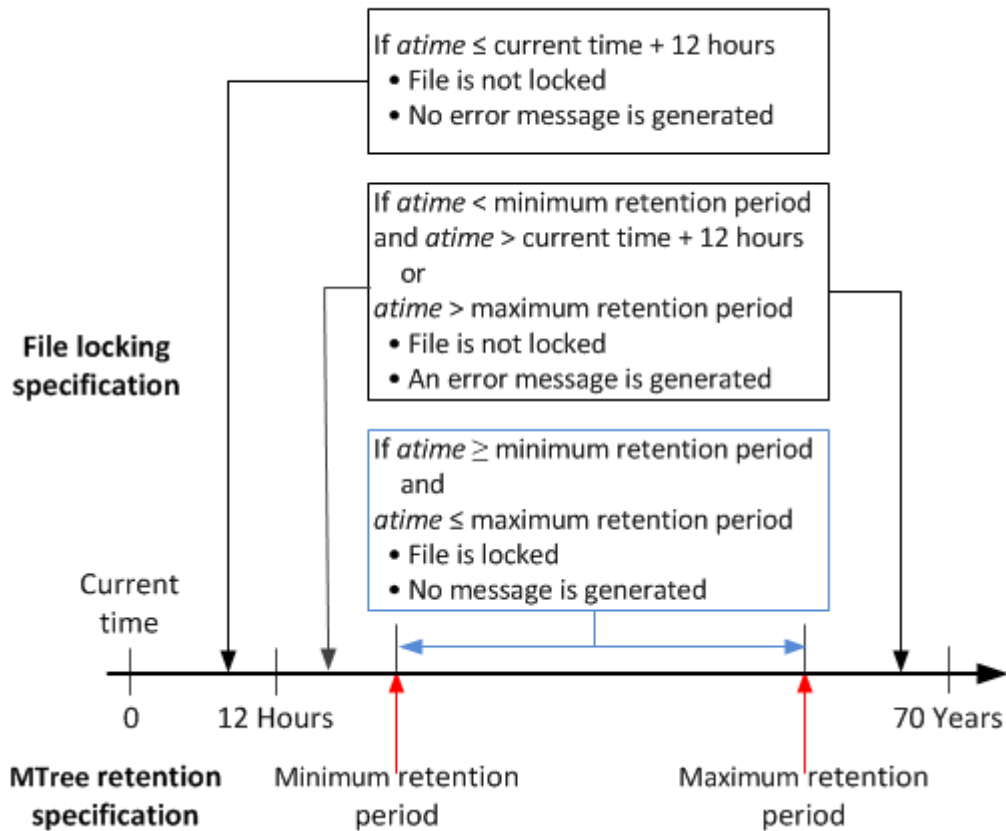 If atime ≤ current time + 12 hours
• File is not locked
• No error message is generated
If atime < minimum retention period
and atime > current time + 12 hours
or
atime > maximum retention period
• File is not locked
• An error message is generated
File locking
specification
If atime ≥ minimum retention period
and
atime ≤ maximum retention period
• File is locked
• No message is generated
Current
time
0
12 Hours
70 Years
MTree retention
specification
Minimum retention
period
Maximum retention
period